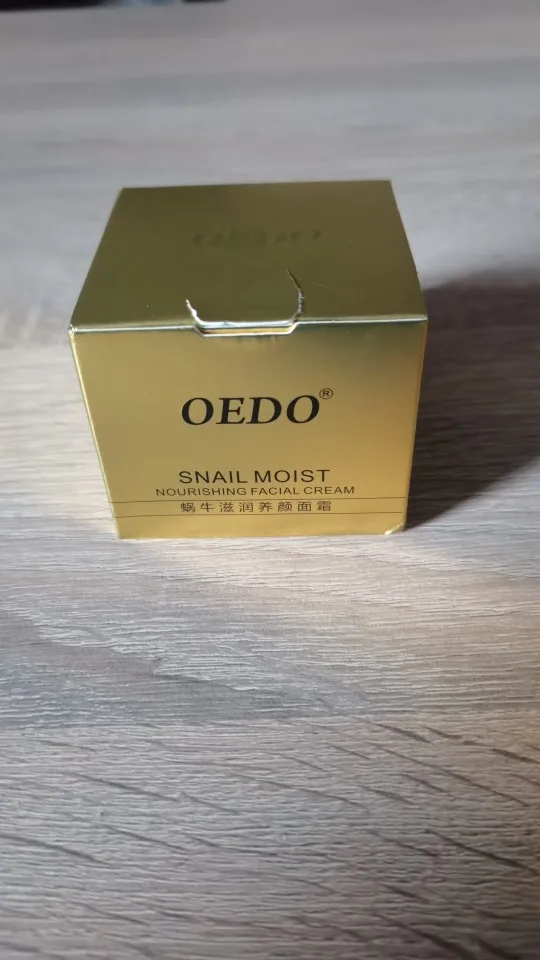 OEDO®
SNAIL MOIST
NOURISHING FACIAL CREAM
蜗牛滋润养颜面霜